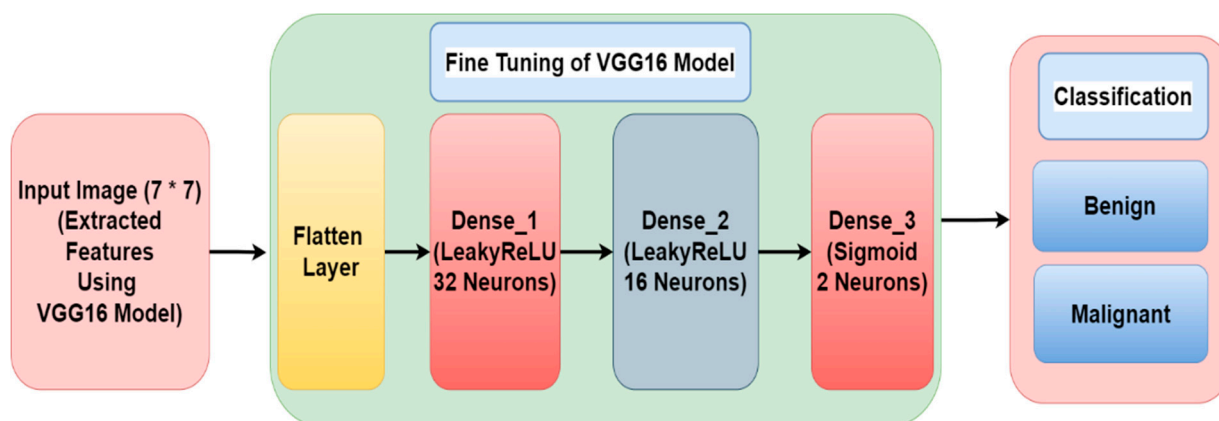 Input Image (7 * 7)
(Extracted
Features
Using
VGG16 Model)
Fine Tuning of VGG16 Model
Flatten
Layer
Dense_1
(LeakyReLU
32 Neurons)
Dense_2
(LeakyReLU
16 Neurons)
Dense_3
(Sigmoid
2 Neurons)
Classification
Benign
Malignant